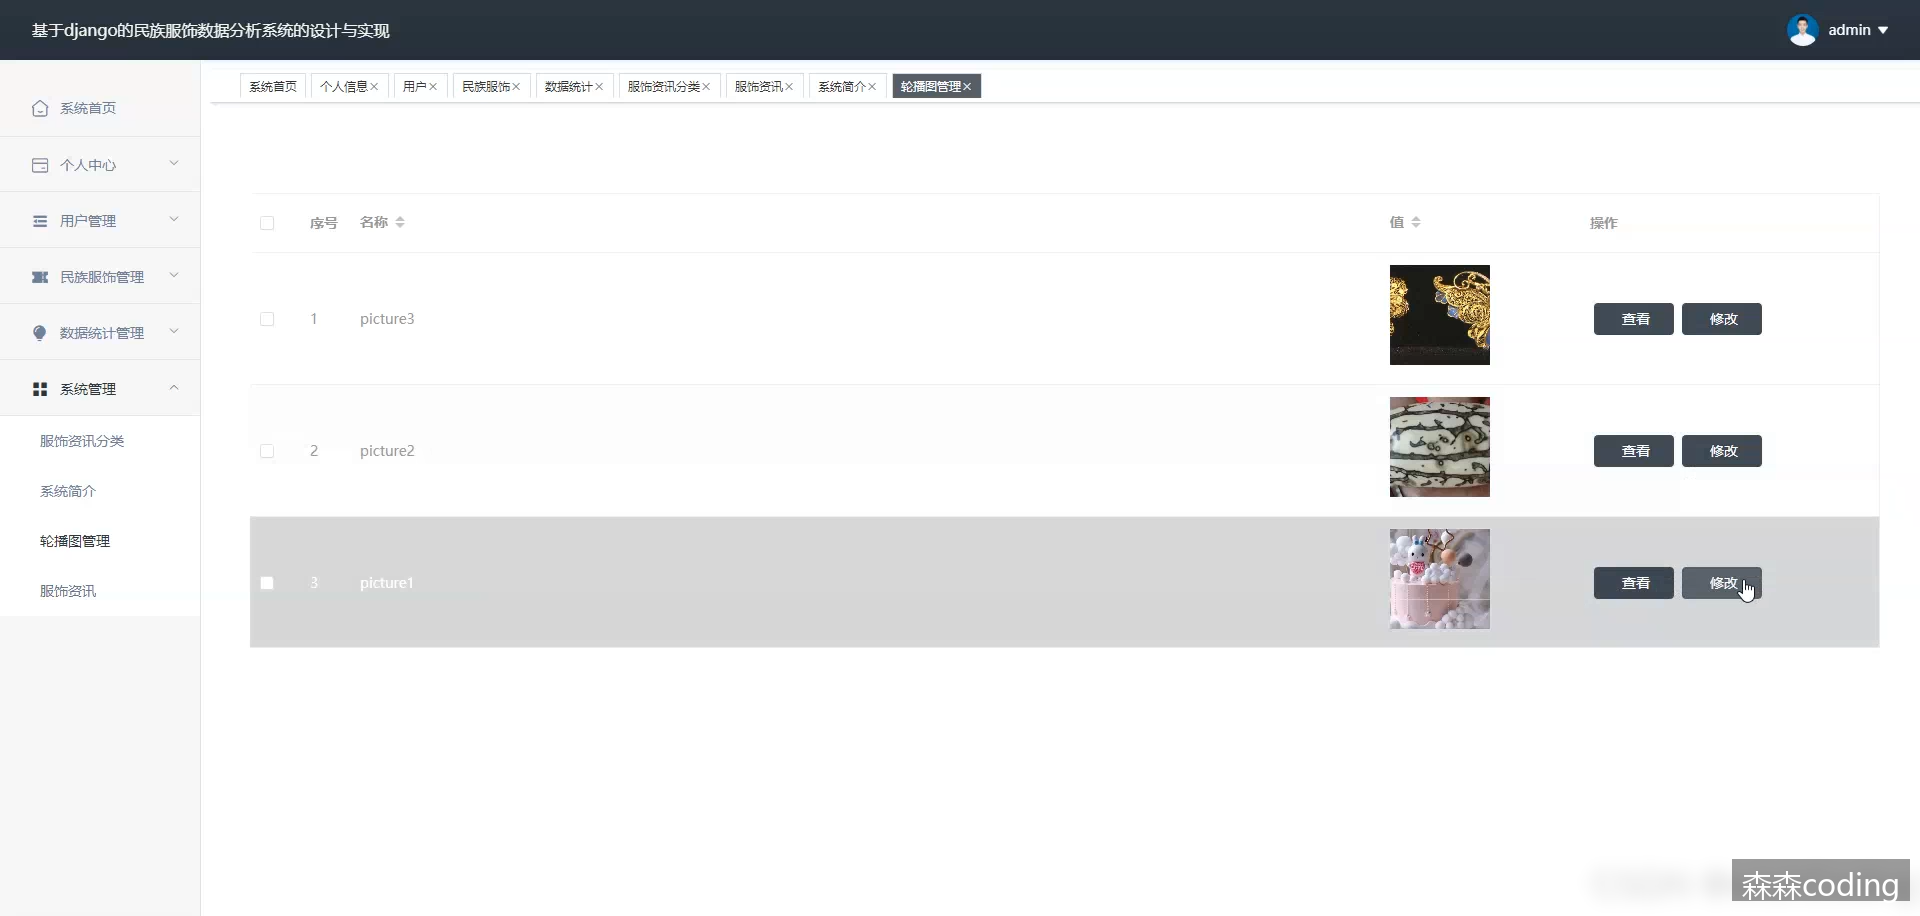 基于django的民族服饰数据分析系统的设计与实现
admin
系统首页 个人信息 用户 民族服饰 数据统计 服饰资讯分类 服饰资讯 系统简介 轮播图管理
系统首页
个人中心
用户管理
民族服饰管理
数据统计管理
系统管理
服饰资讯分类
系统简介
轮播图管理
服饰资讯
序号 名称 值 操作
1 picture3 查看 修改
2 picture2 查看 修改
3 picture1 查看 修改
森森coding